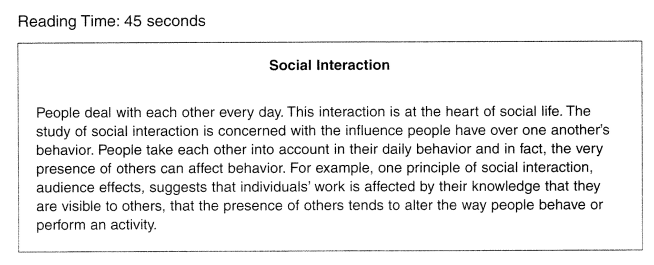 Reading Time: 45 seconds
Social Interaction
People deal with each other every day. This interaction is at the heart of social life. The
study of social interaction is concerned with the influence people have over one another's
behavior. People take each other into account in their daily behavior and in fact, the very
presence of others can affect behavior. For example, one principle of social interaction,
audience effects, suggests that individuals' work is affected by their knowledge that they
are visible to others, that the presence of others tends to alter the way people behave or
perform an activity.